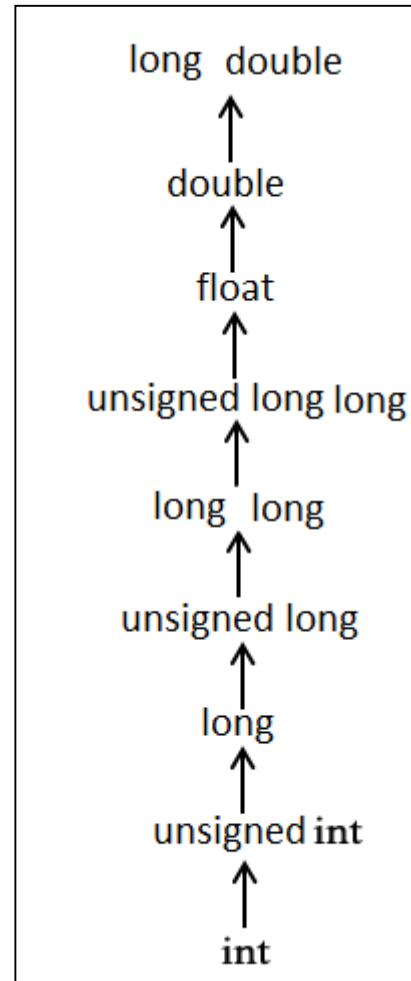 long double
double
float
unsigned long long
long long
unsigned long
long
unsigned int
int